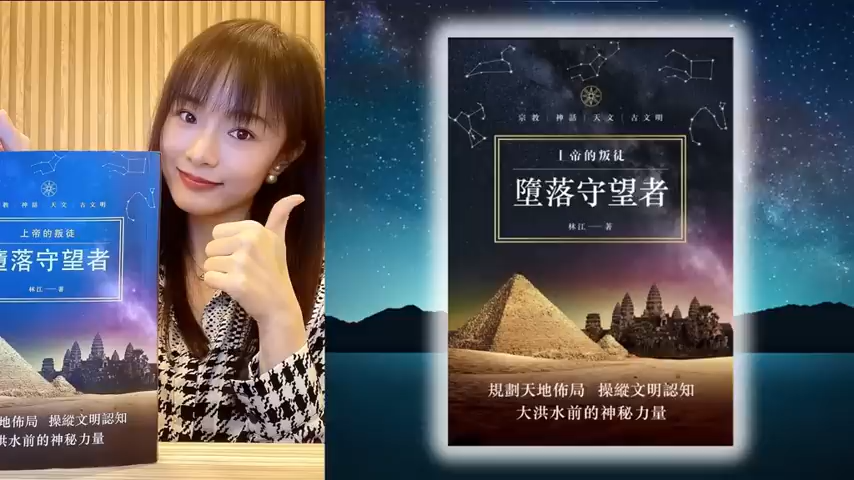 教 神話 天文 古文明
上帝的叛徒
墮落守望者
林江 著
地佈局 操縱文明認知
洪水前的神秘力量
宗教 神話 天文 古文明
上帝的叛徒
墮落守望者
林江 著
規劃天地佈局 操縱文明認知
大洪水前的神秘力量